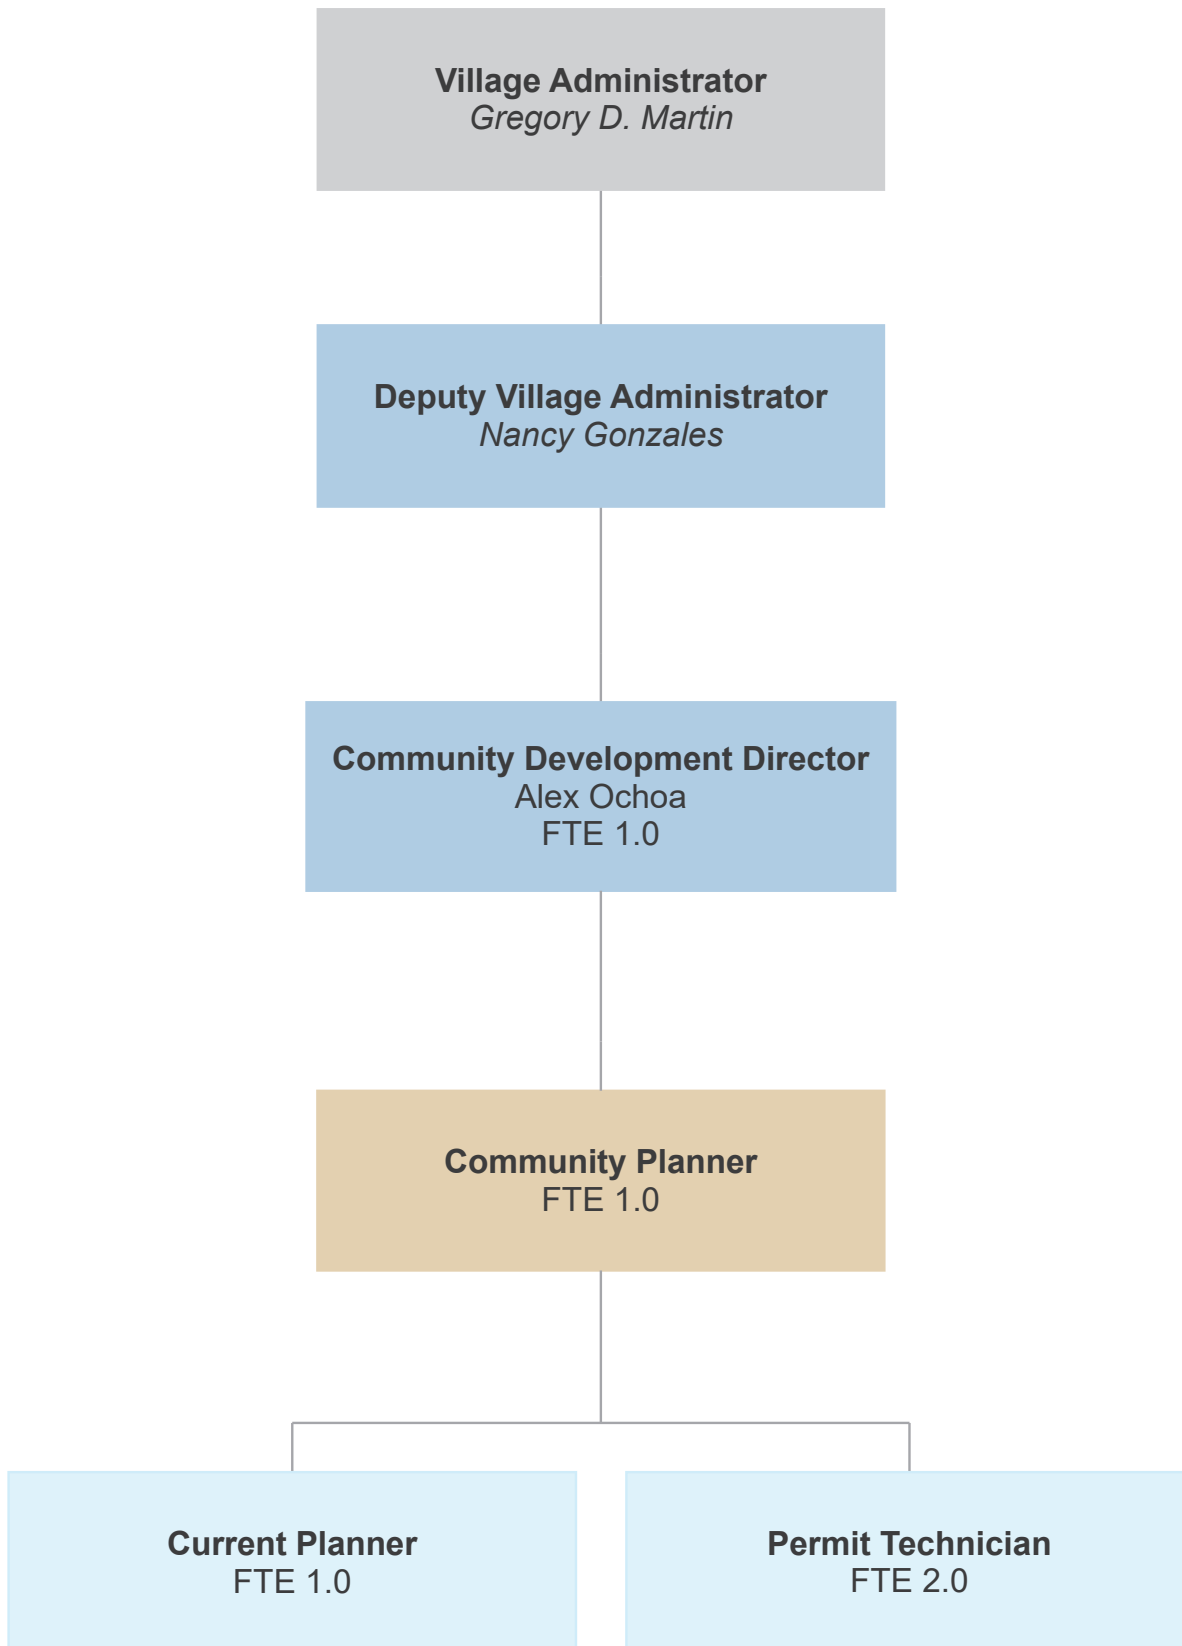 Village Administrator
Gregory D. Martin
Deputy Village Administrator
Nancy Gonzales
Community Development Director
Alex Ochoa
FTE 1.0
Community Planner
FTE 1.0
Current Planner
FTE 1.0
Permit Technician
FTE 2.0